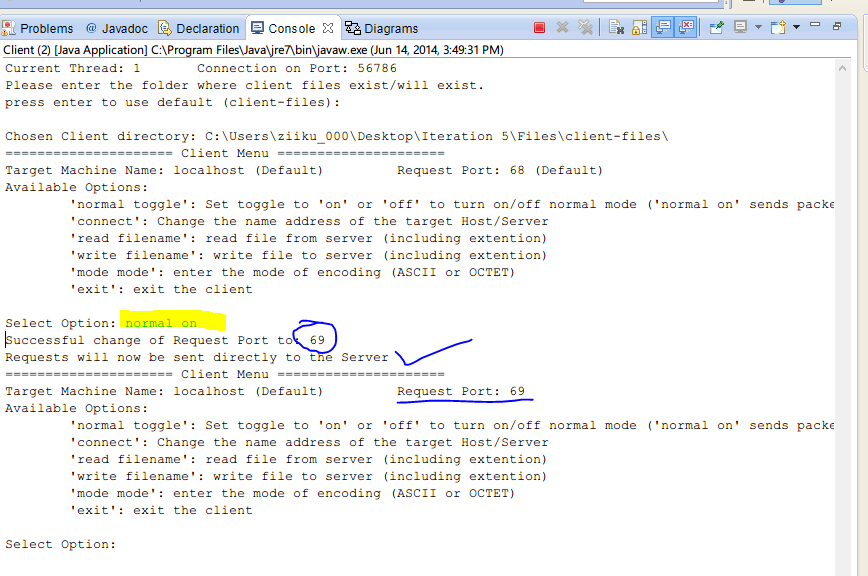 Problems @ Javadoc Declaration Console Diagrams
Client (2) [Java Application] C:\Program Files\Java\jre7\bin\javaw.exe (Jun 14, 2014, 3:49:31 PM)
Current Thread: 1 Connection on Port: 56786
Please enter the folder where client files exist/will exist.
press enter to use default (client-files):
Chosen Client directory: C:\Users\ziiku_000\Desktop\Iteration 5\Files\client-files\
==================== Client Menu ====================
Target Machine Name: localhost (Default) Request Port: 68 (Default)
Available Options:
'normal toggle': Set toggle to 'on' or 'off' to turn on/off normal mode ('normal on' sends packe
'connect': Change the name address of the target Host/Server
'read filename': read file from server (including extention)
'write filename': write file to server (including extention)
'mode mode': enter the mode of encoding (ASCII or OCTET)
'exit': exit the client
Select Option: normal on
Successful change of Request Port to: 69
Requests will now be sent directly to the Server
==================== Client Menu ====================
Target Machine Name: localhost (Default) Request Port: 69
Available Options:
'normal toggle': Set toggle to 'on' or 'off' to turn on/off normal mode ('normal on' sends packe
'connect': Change the name address of the target Host/Server
'read filename': read file from server (including extention)
'write filename': write file to server (including extention)
'mode mode': enter the mode of encoding (ASCII or OCTET)
'exit': exit the client
Select Option: